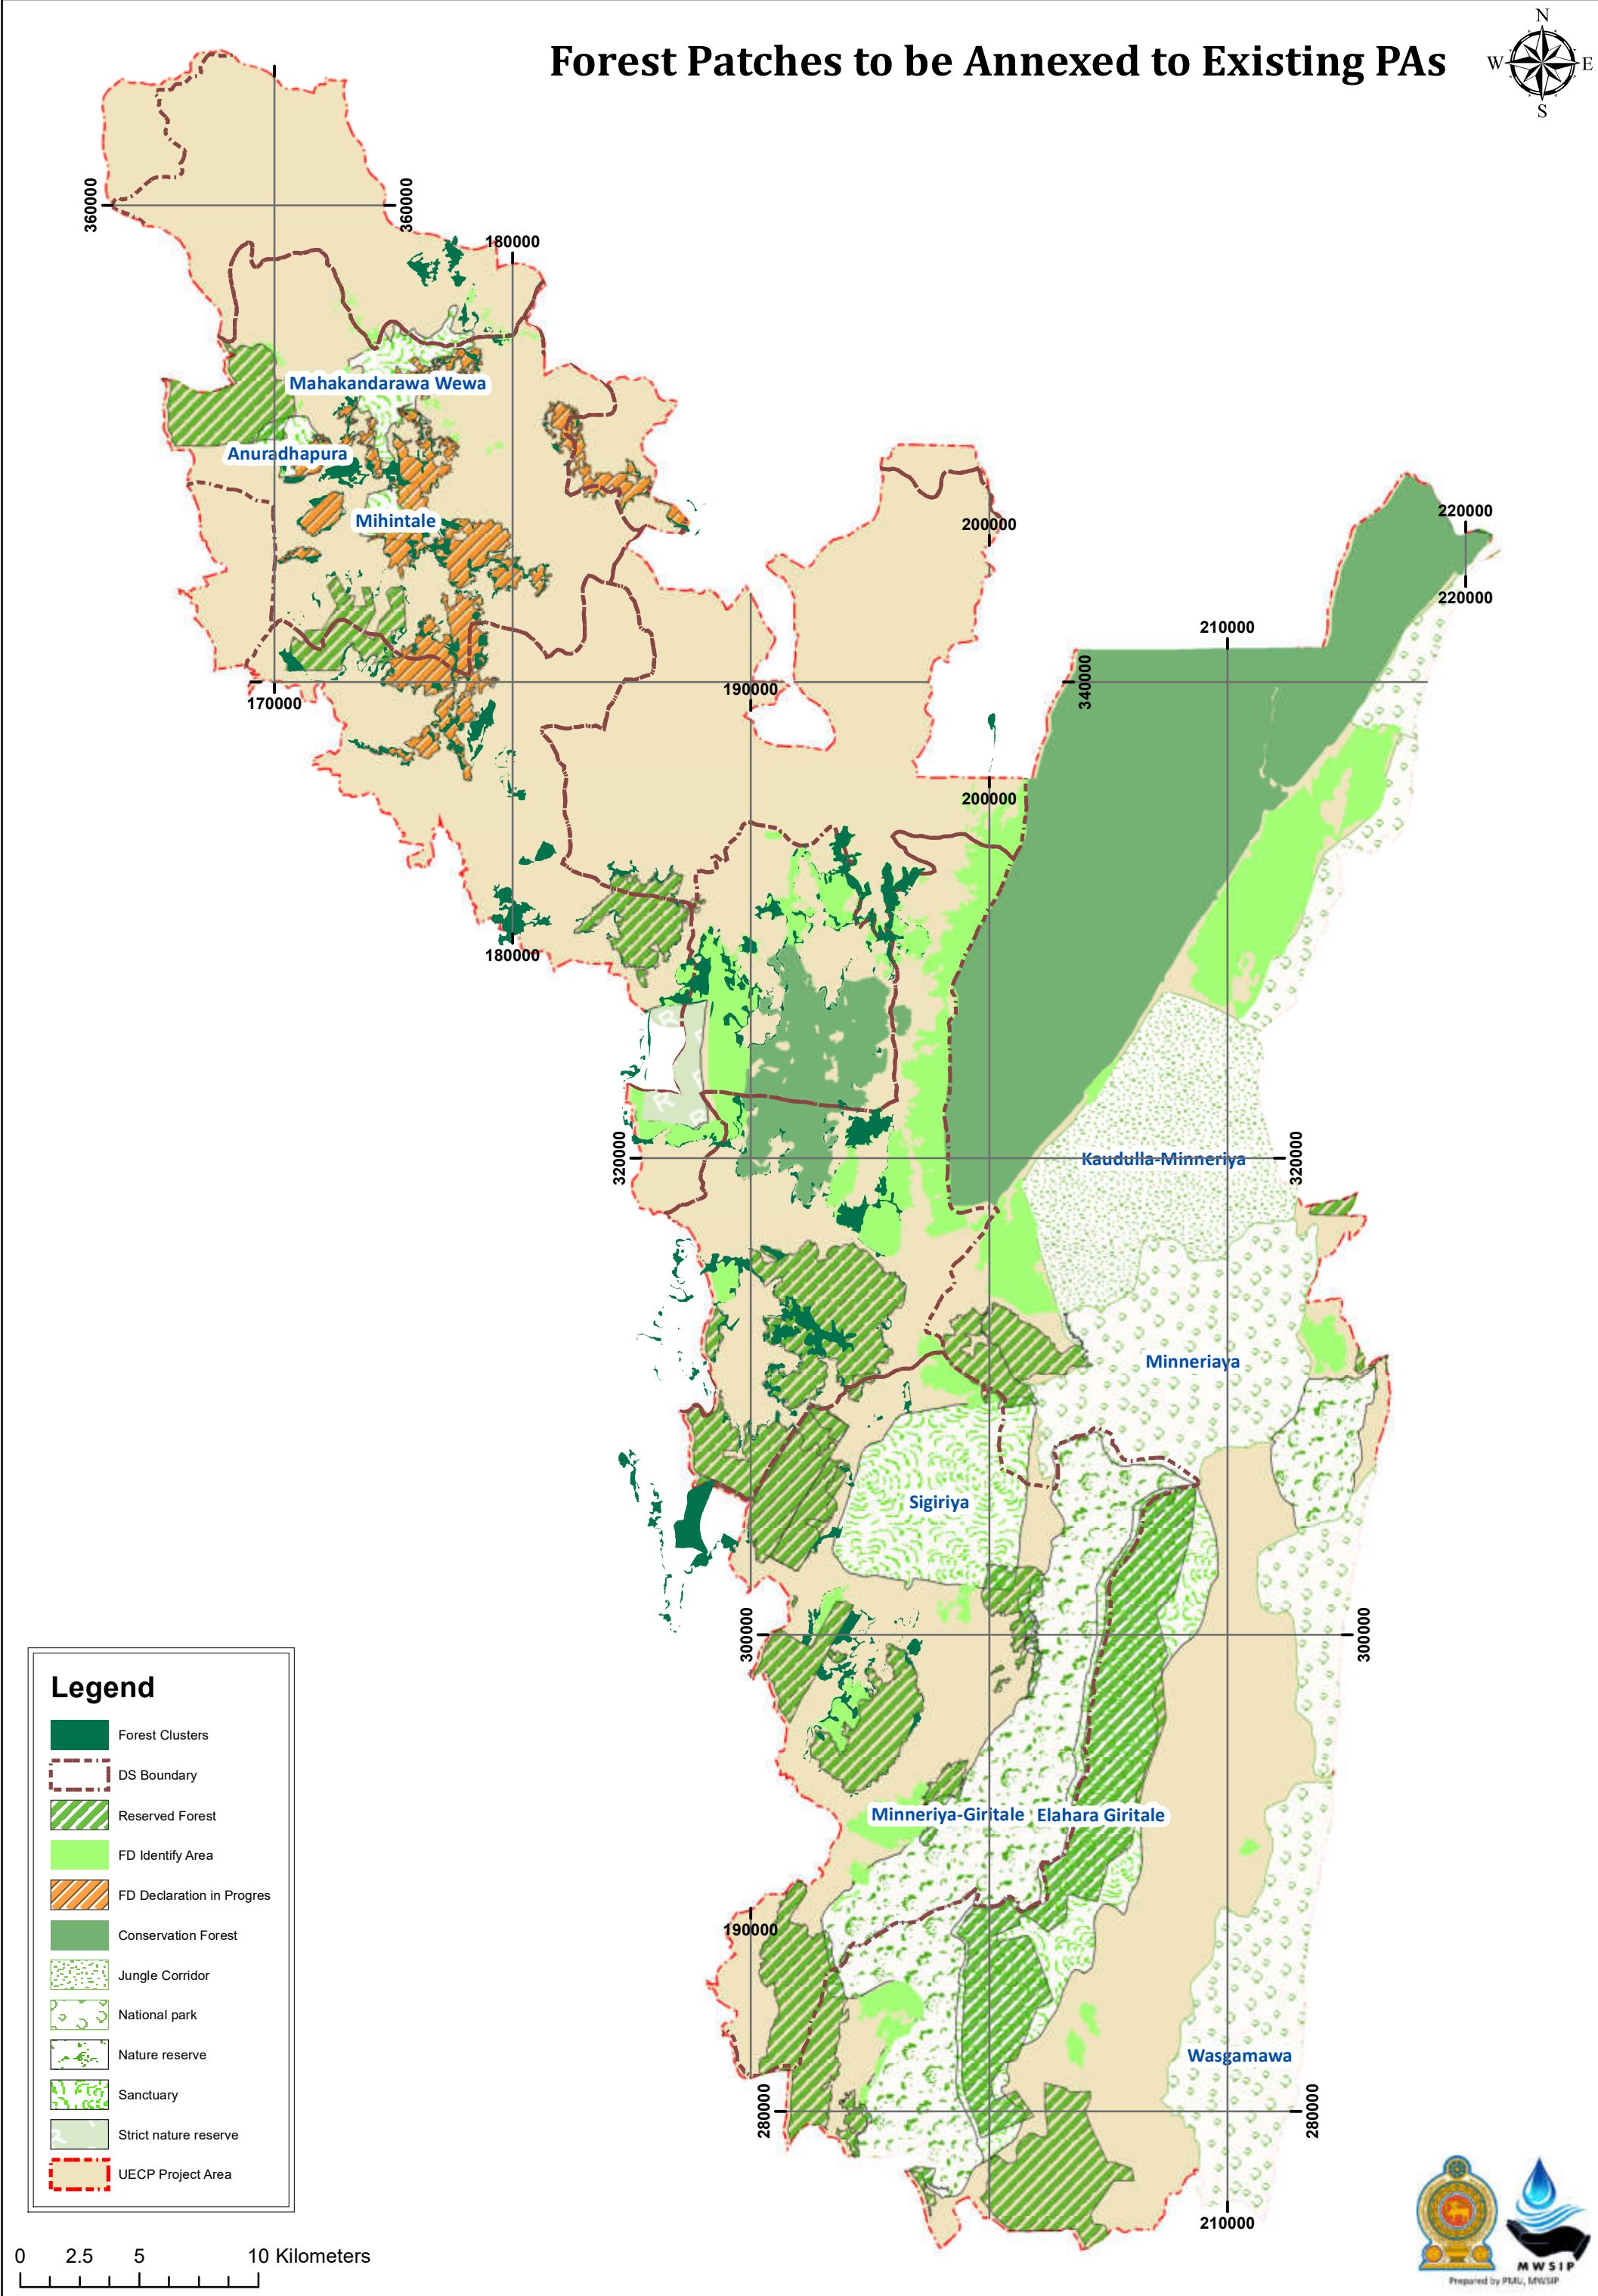 Forest Patches to be Annexed to Existing PAs
N
W
E
S
360000
360000
180000
Mahakandarawa Wewa
Anuradhapura
Mihintale
200000
220000
220000
210000
340000
170000
190000
200000
180000
320000
Kaudulla-Minneriya
320000
Minneriaya
Sigiriya
300000
300000
Minneriya-Giritale
Elahara Giritale
190000
Wasgamawa
280000
280000
210000
Legend
Forest Clusters
DS Boundary
Reserved Forest
FD Identify Area
FD Declaration in Progres
Conservation Forest
Jungle Corridor
National park
Nature reserve
Sanctuary
Strict nature reserve
UECP Project Area
0 2.5 5 10 Kilometers
MWSIP
Prepared by PMU, MWSIP